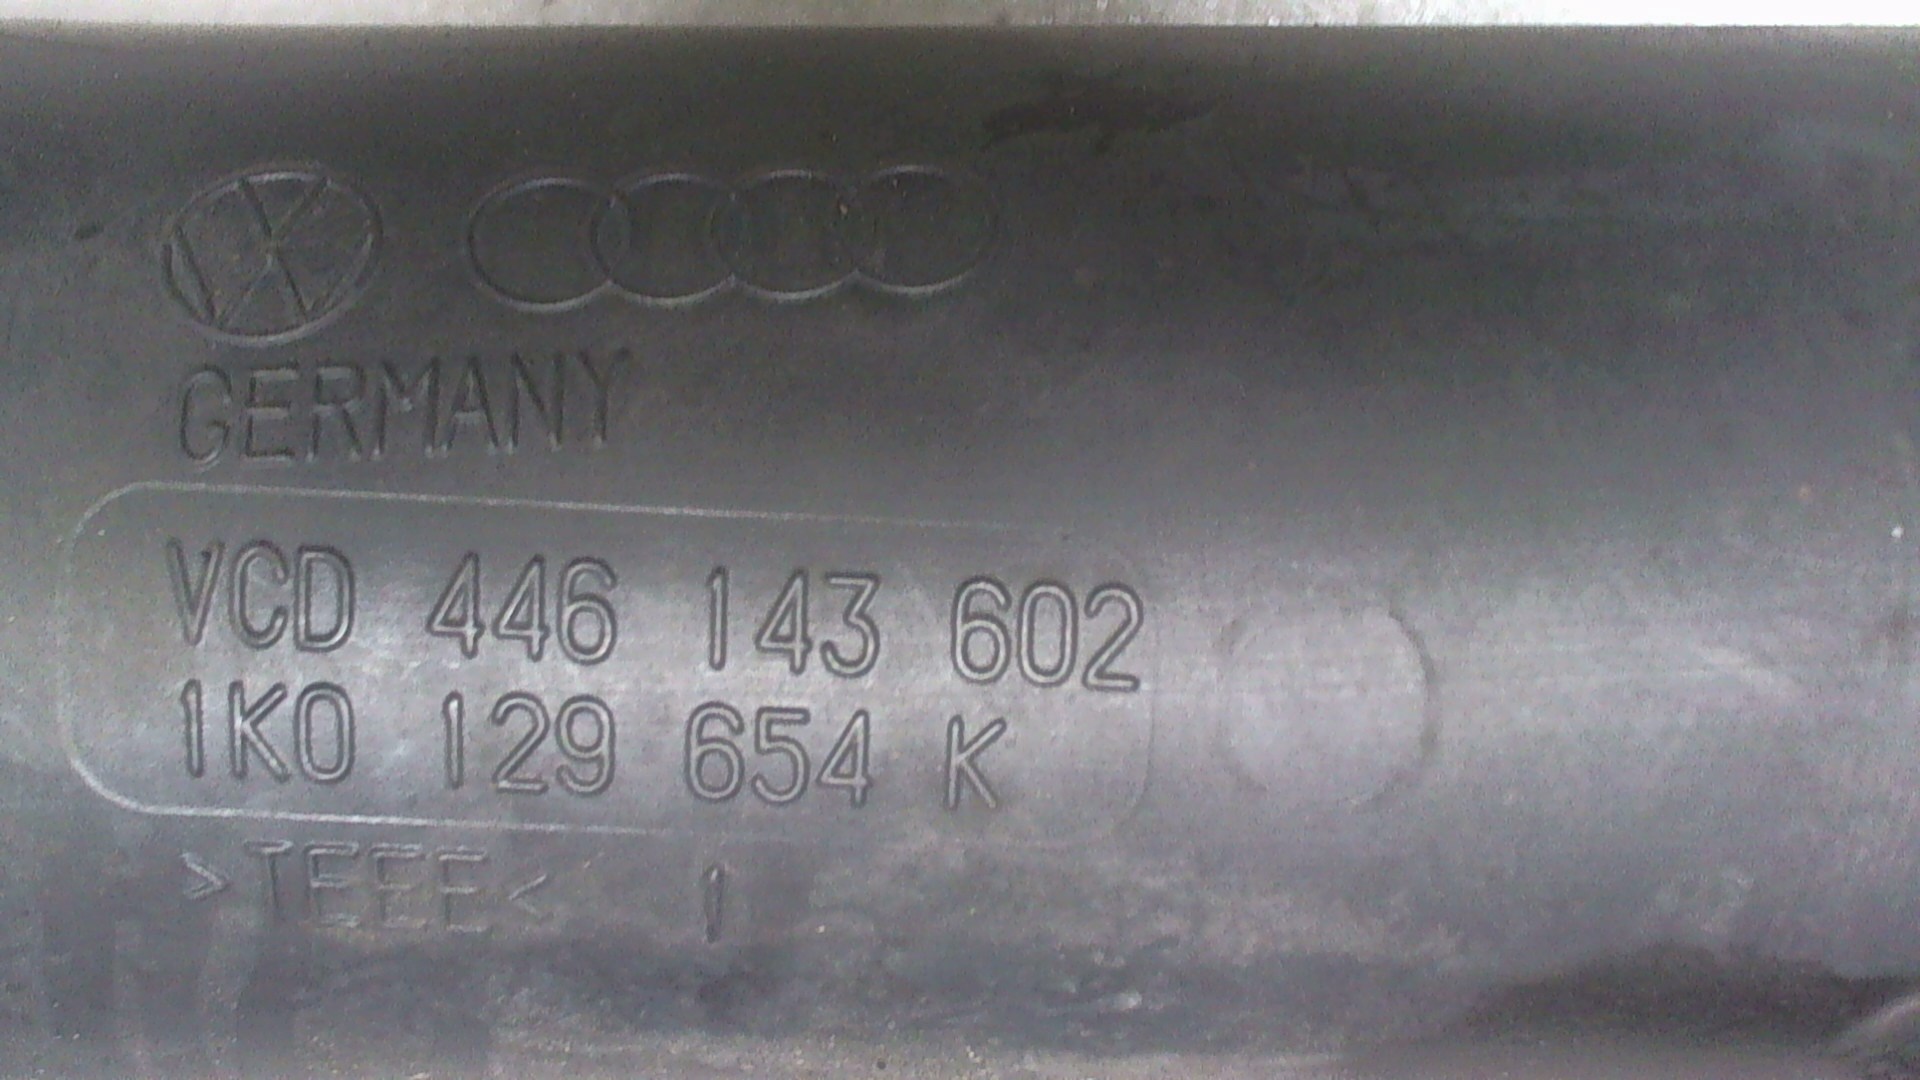 GERMANY
VCD 446 143 602
1K0 129 654 K
>TEEE< 1